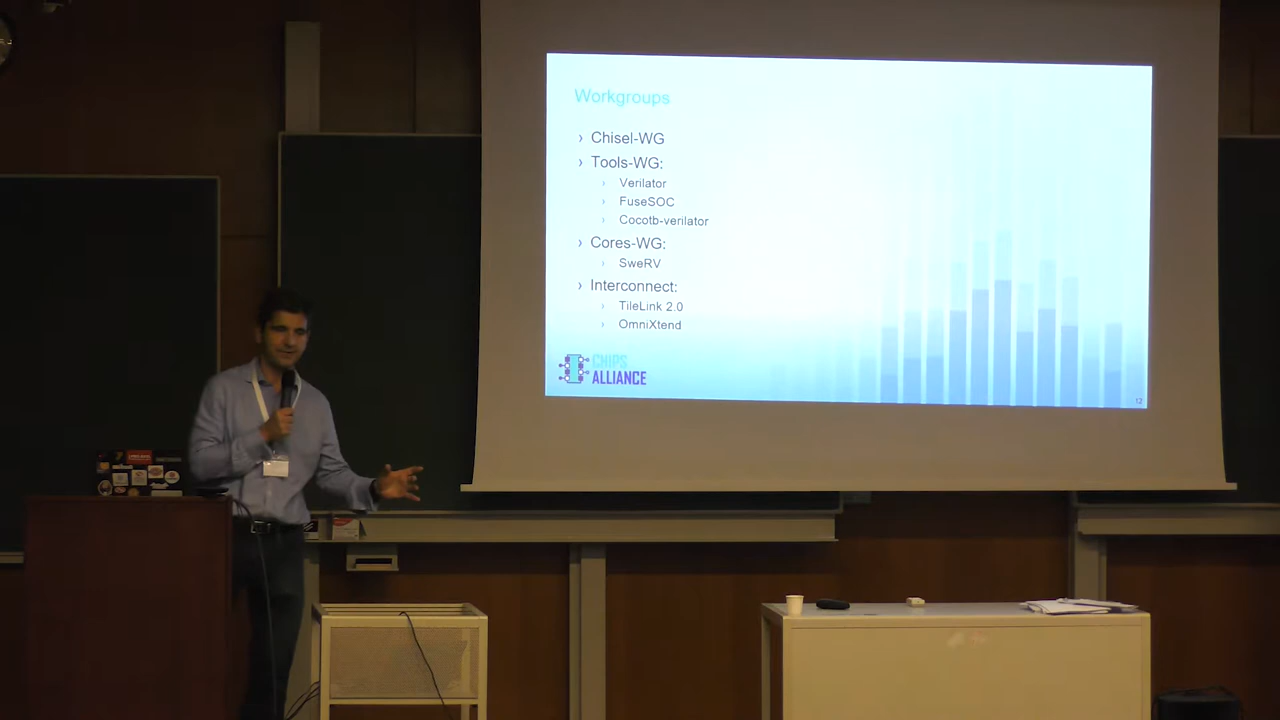 Workgroups
› Chisel-WG
› Tools-WG:
› Verilator
› FuseSOC
› Cocotb-verilator
› Cores-WG:
› SweRV
› Interconnect:
› TileLink 2.0
› OmniXtend
CHIPS
ALLIANCE
12